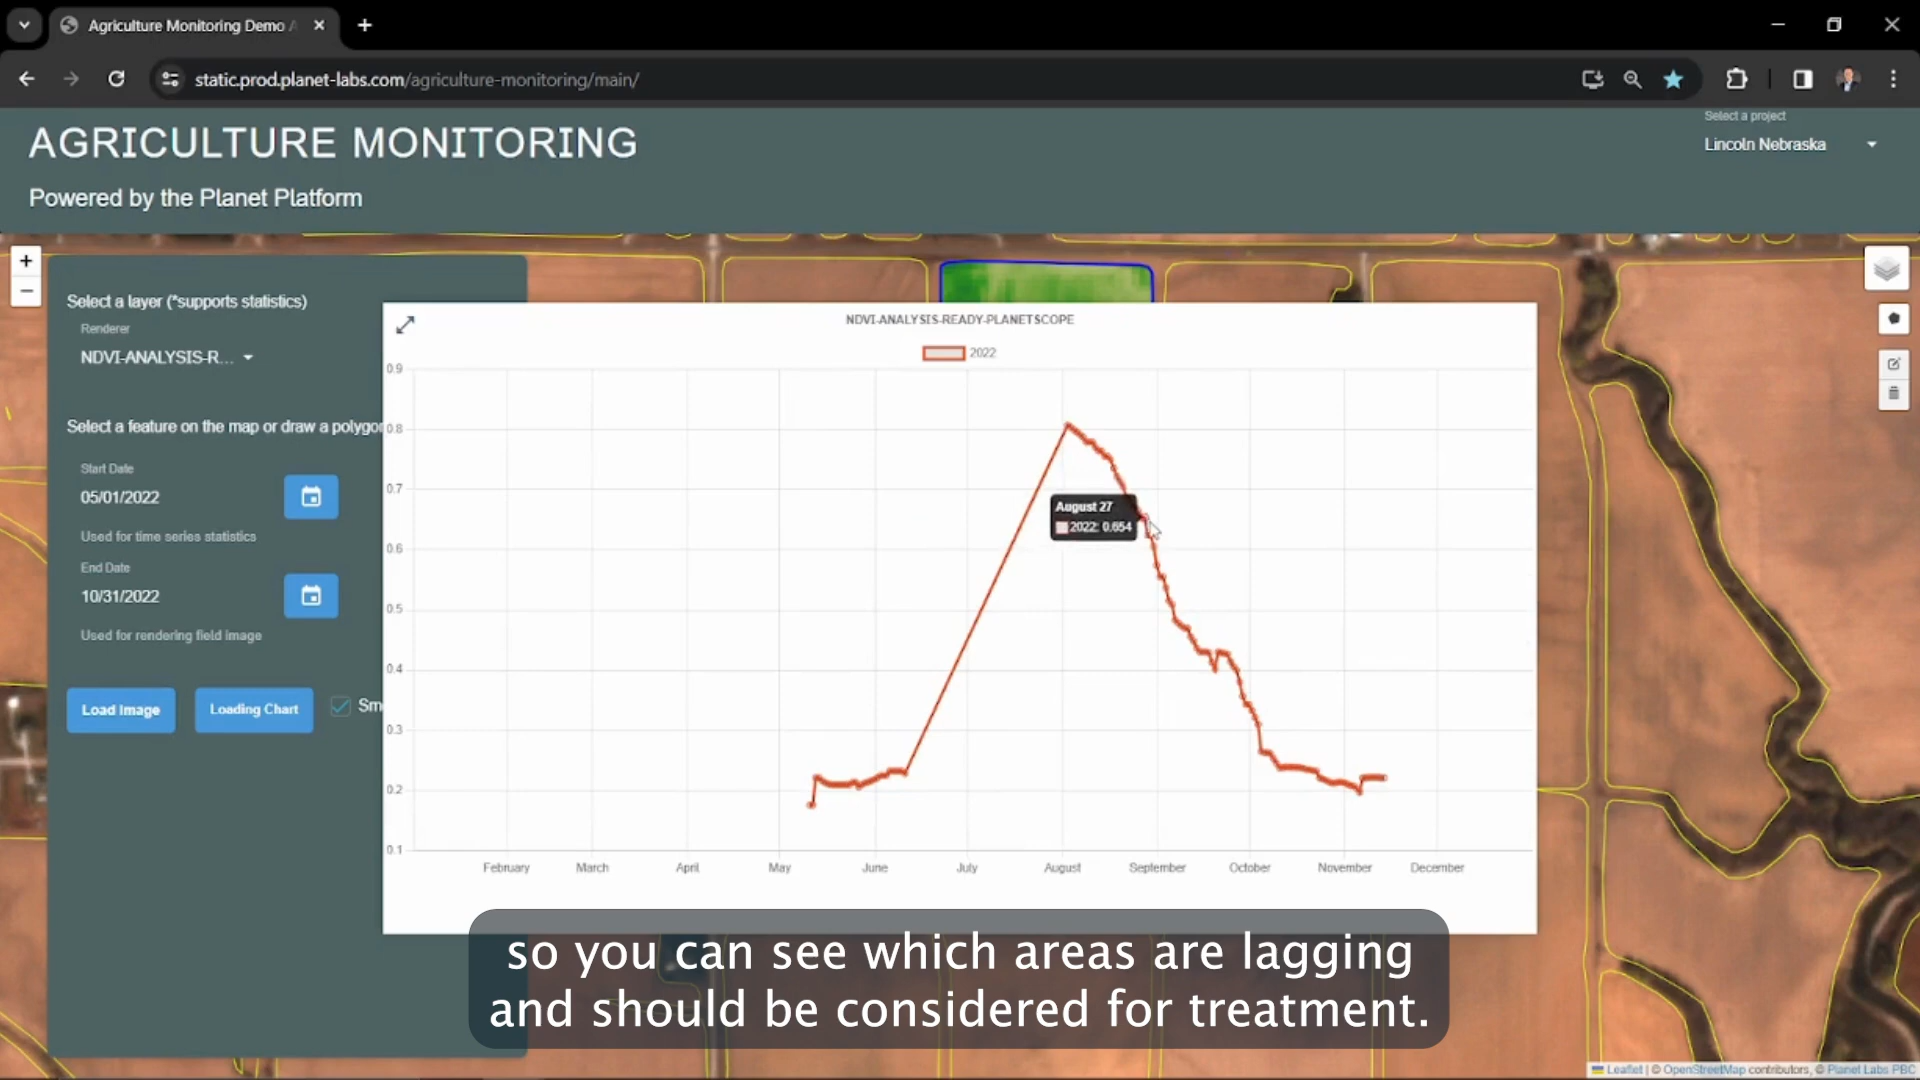 Agriculture Monitoring Demo
static.prod.planet-labs.com/agriculture-monitoring/main/
AGRICULTURE MONITORING
Powered by the Planet Platform
Select a project
Lincoln Nebraska
+
−
Select a layer (*supports statistics)
Renderer
NDVI-ANALYSIS-R...
Select a feature on the map or draw a polygon
Start Date
05/01/2022
Used for time series statistics
End Date
10/31/2022
Used for rendering field image
Load Image
Loading Chart
Sm
NDVI-ANALYSIS-READY-PLANETSCOPE
2022
0.9
0.8
0.7
0.6
0.5
0.4
0.3
0.2
0.1
August 27
2022: 0.654
February March April May June July August September October November December
so you can see which areas are lagging
and should be considered for treatment.
Leaflet | © OpenStreetMap contributors, © Planet Labs PBC